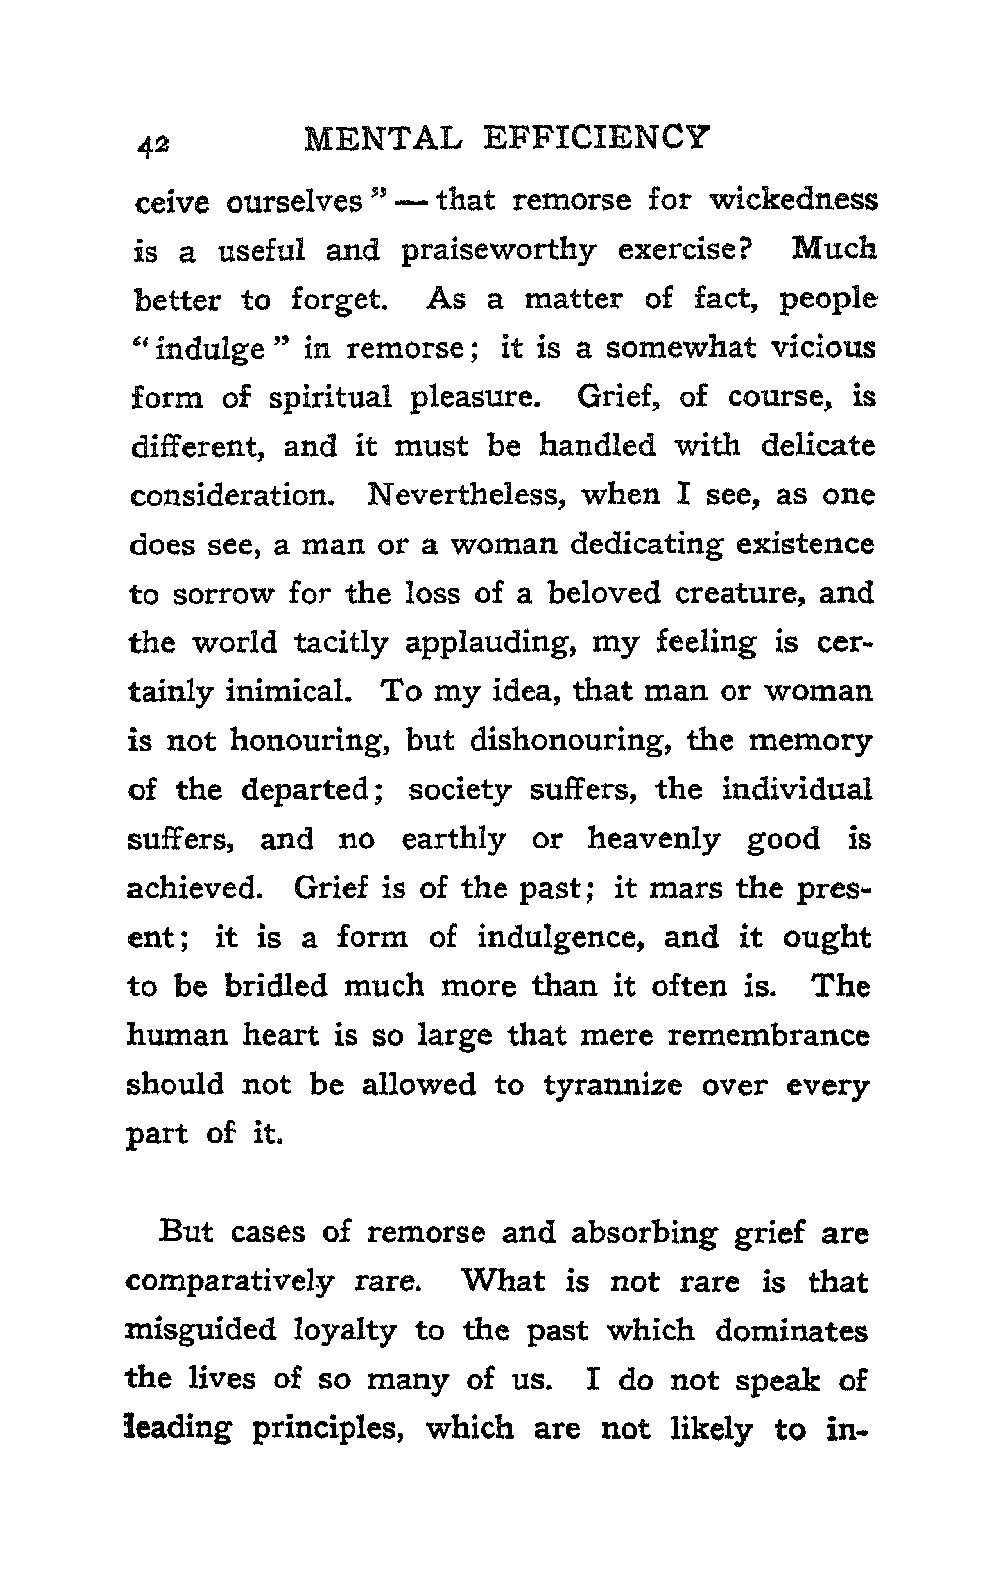 42 MENTAL EFFICIENCY
ceive ourselves" — that remorse for wickedness
is a useful and praiseworthy exercise? Much
better to forget. As a matter of fact, people
"indulge" in remorse; it is a somewhat vicious
form of spiritual pleasure. Grief, of course, is
different, and it must be handled with delicate
consideration. Nevertheless, when I see, as one
does see, a man or a woman dedicating existence
to sorrow for the loss of a beloved creature, and
the world tacitly applauding, my feeling is cer-
tainly inimical. To my idea, that man or woman
is not honouring, but dishonouring, the memory
of the departed; society suffers, the individual
suffers, and no earthly or heavenly good is
achieved. Grief is of the past; it mars the pres-
ent; it is a form of indulgence, and it ought
to be bridled much more than it often is. The
human heart is so large that mere remembrance
should not be allowed to tyrannize over every
part of it.
But cases of remorse and absorbing grief are
comparatively rare. What is not rare is that
misguided loyalty to the past which dominates
the lives of so many of us. I do not speak of
leading principles, which are not likely to in-